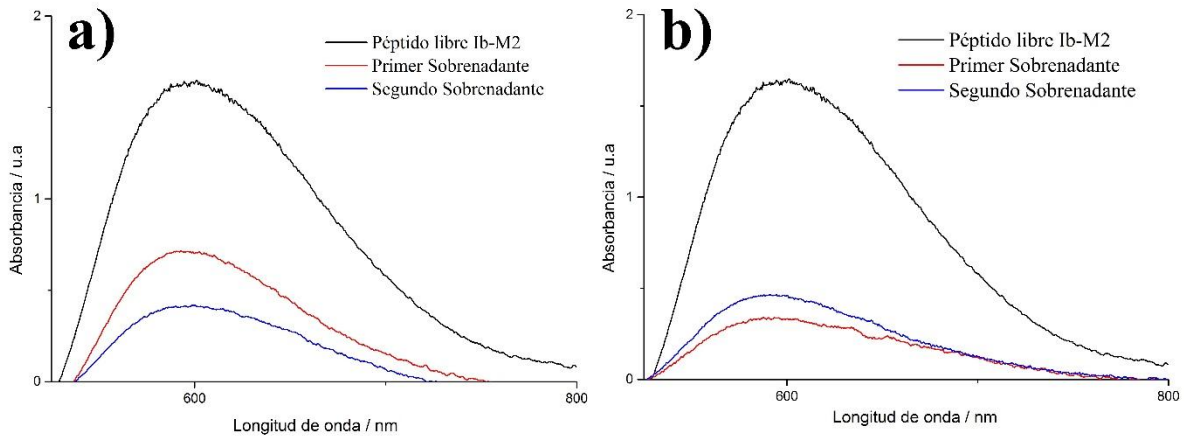 a)
2
Péptido libre Ib-M2
Primer Sobrenadante
Segundo Sobrenadante
1
0
600
800
Absorbancia / u.a
Longitud de onda / nm
b)
2
Péptido libre Ib-M2
Primer Sobrenadante
Segundo Sobrenadante
1
0
600
800
Absorbancia / u.a
Longitud de onda / nm